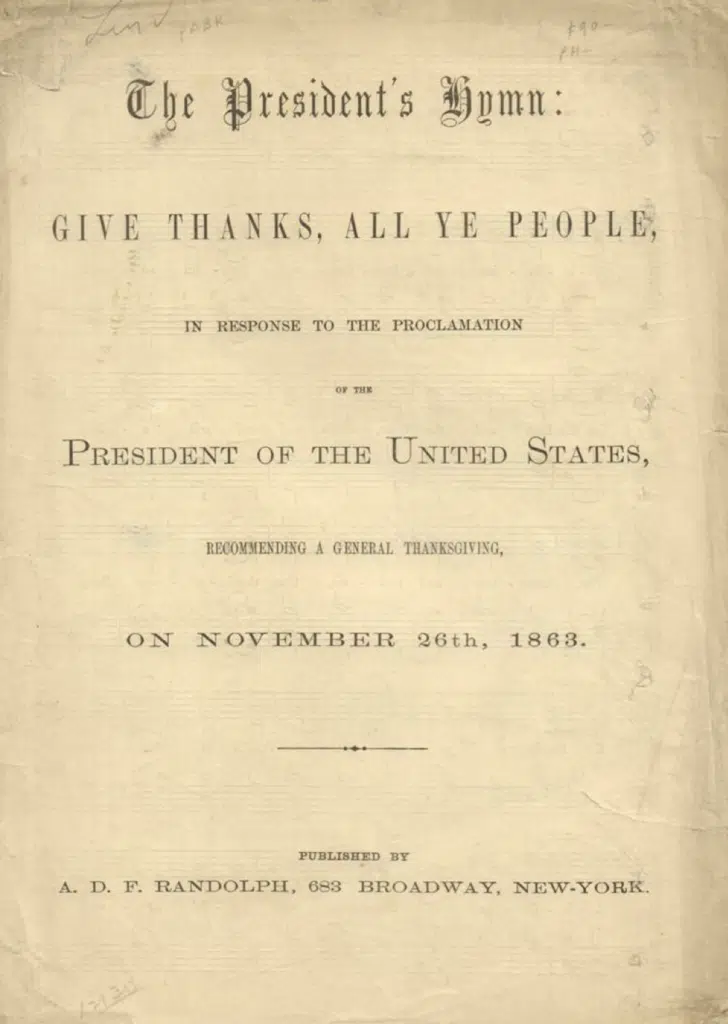 £90-
The President's Hymn:
GIVE THANKS, ALL YE PEOPLE,
IN RESPONSE TO THE PROCLAMATION
OF THE
PRESIDENT OF THE UNITED STATES,
RECOMMENDING A GENERAL THANKSGIVING,
ON NOVEMBER 26th, 1863.
PUBLISHED BY
A. D. F. RANDOLPH, 683 BROADWAY, NEW-YORK.